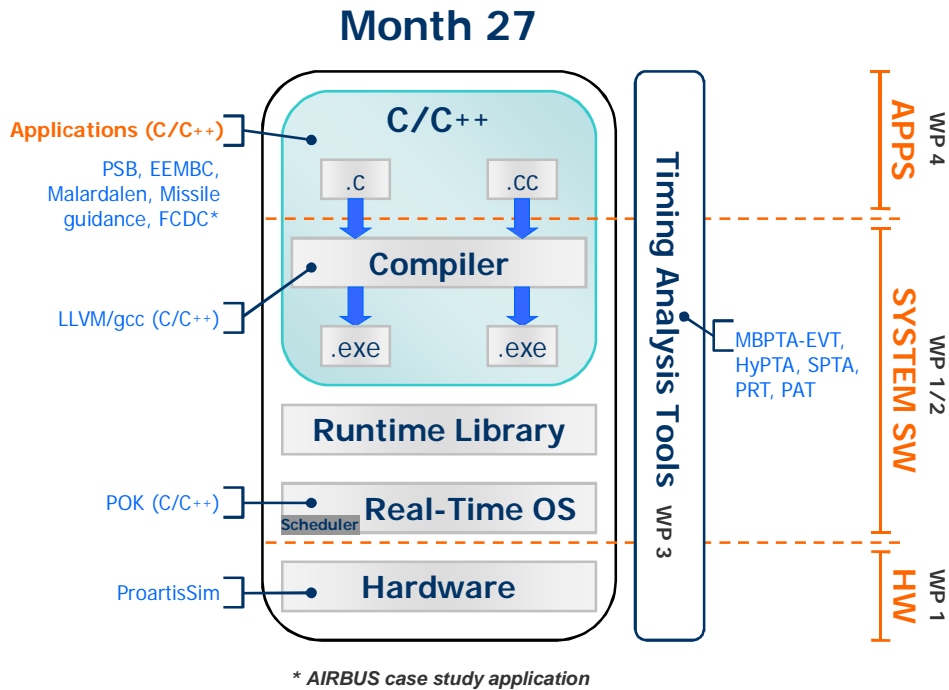 Month 27
Applications (C/C++)
PSB, EEMBC,
Malardalen, Missile
guidance, FCDC*
C/C++
.c
.cc
Compiler
LLVM/gcc (C/C++)
.exe
.exe
Runtime Library
POK (C/C++)
Scheduler
Real-Time OS
ProartisSim
Hardware
Timing Analysis Tools
WP 3
MBPTA-EVT,
HyPTA, SPTA,
PRT, PAT
APPS
WP 4
SYSTEM SW
WP 1/2
HW
WP 1
* AIRBUS case study application